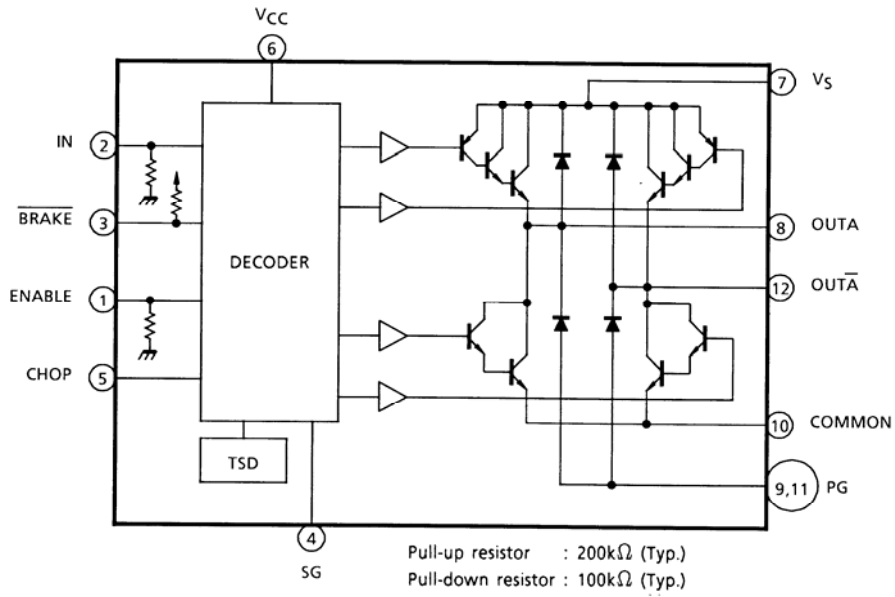 VCC
6
7 VS
IN 2
BRAKE 3
8 OUTA
DECODER
12 OUTA̅
ENABLE 1
CHOP 5
10 COMMON
TSD
9,11 PG
4
SG
Pull-up resistor : 200kΩ (Typ.)
Pull-down resistor : 100kΩ (Typ.)